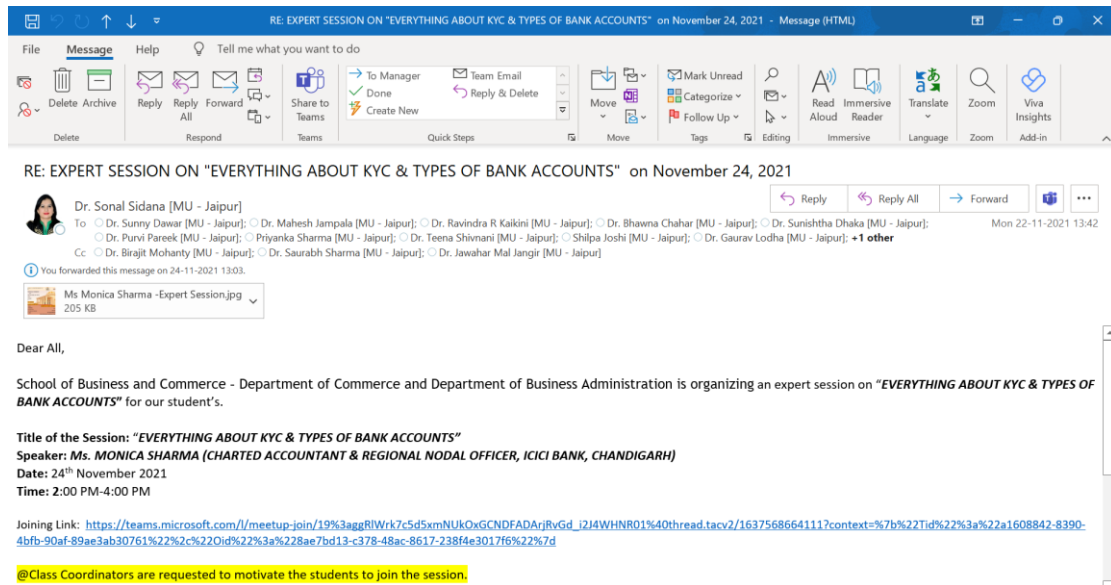 RE: EXPERT SESSION ON "EVERYTHING ABOUT KYC & TYPES OF BANK ACCOUNTS" on November 24, 2021 - Message (HTML)
File Message Help Tell me what you want to do
Delete Archive
Reply Reply All Forward
Share to Teams
To Manager
Done
Create New
Team Email
Reply & Delete
Move
Mark Unread
Categorize
Follow Up
Read Aloud
Immersive Reader
Translate
Zoom
Viva Insights
Delete Respond Teams Quick Steps Move Tags Editing Immersive Language Zoom Add-in
RE: EXPERT SESSION ON "EVERYTHING ABOUT KYC & TYPES OF BANK ACCOUNTS" on November 24, 2021
Dr. Sonal Sidana [MU - Jaipur]
Reply Reply All Forward
To Dr. Sunny Dawar [MU - Jaipur]; Dr. Mahesh Jampala [MU - Jaipur]; Dr. Ravindra R Kaikini [MU - Jaipur]; Dr. Bhawna Chahar [MU - Jaipur]; Dr. Sunishtha Dhaka [MU - Jaipur];
Mon 22-11-2021 13:42
Dr. Purvi Pareek [MU - Jaipur]; Priyanka Sharma [MU - Jaipur]; Dr. Teena Shivnani [MU - Jaipur]; Shilpa Joshi [MU - Jaipur]; Dr. Gaurav Lodha [MU - Jaipur]; +1 other
Cc Dr. Birajit Mohanty [MU - Jaipur]; Dr. Saurabh Sharma [MU - Jaipur]; Dr. Jawahar Mal Jangir [MU - Jaipur]
You forwarded this message on 24-11-2021 13:03.
Ms Monica Sharma -Expert Session.jpg
205 KB
Dear All,
School of Business and Commerce - Department of Commerce and Department of Business Administration is organizing an expert session on “EVERYTHING ABOUT KYC & TYPES OF
BANK ACCOUNTS" for our student’s.
Title of the Session: “EVERYTHING ABOUT KYC & TYPES OF BANK ACCOUNTS”
Speaker: Ms. MONICA SHARMA (CHARTED ACCOUNTANT & REGIONAL NODAL OFFICER, ICICI BANK, CHANDIGARH)
Date: 24th November 2021
Time: 2:00 PM-4:00 PM
Joining Link: https://teams.microsoft.com/l/meetup-join/19%3aggRlWrk7c5d5xmNUkOxGCNDFADArjRvGd_i2J4WHNR01%40thread.tacv2/1637568664111?context=%7b%22Tid%22%3a%22a1608842-8390-
4bfb-90af-89ae3ab30761%22%2c%22Oid%22%3a%228ae7bd13-c378-48ac-8617-238f4e3017f6%22%7d
@Class Coordinators are requested to motivate the students to join the session.